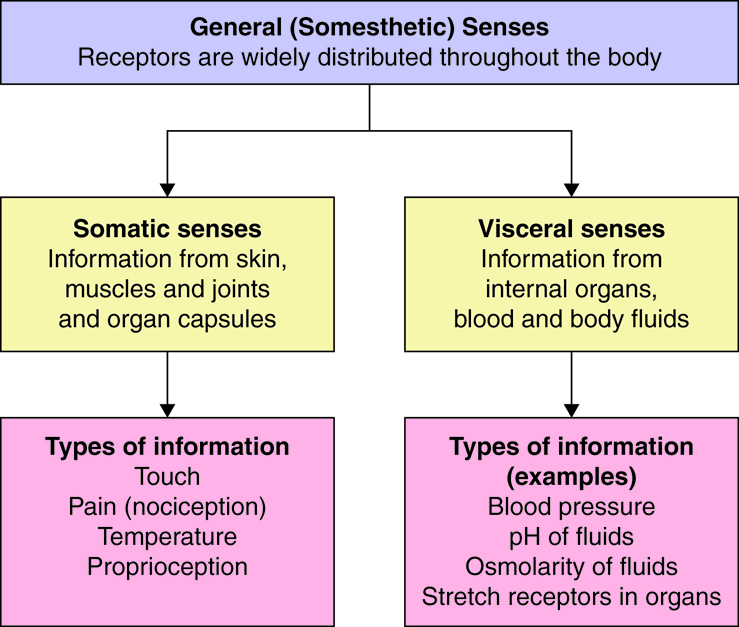 General (Somesthetic) Senses
Receptors are widely distributed throughout the body
Somatic senses
Information from skin,
muscles and joints
and organ capsules
Visceral senses
Information from
internal organs,
blood and body fluids
Types of information
Touch
Pain (nociception)
Temperature
Proprioception
Types of information
(examples)
Blood pressure
pH of fluids
Osmolarity of fluids
Stretch receptors in organs